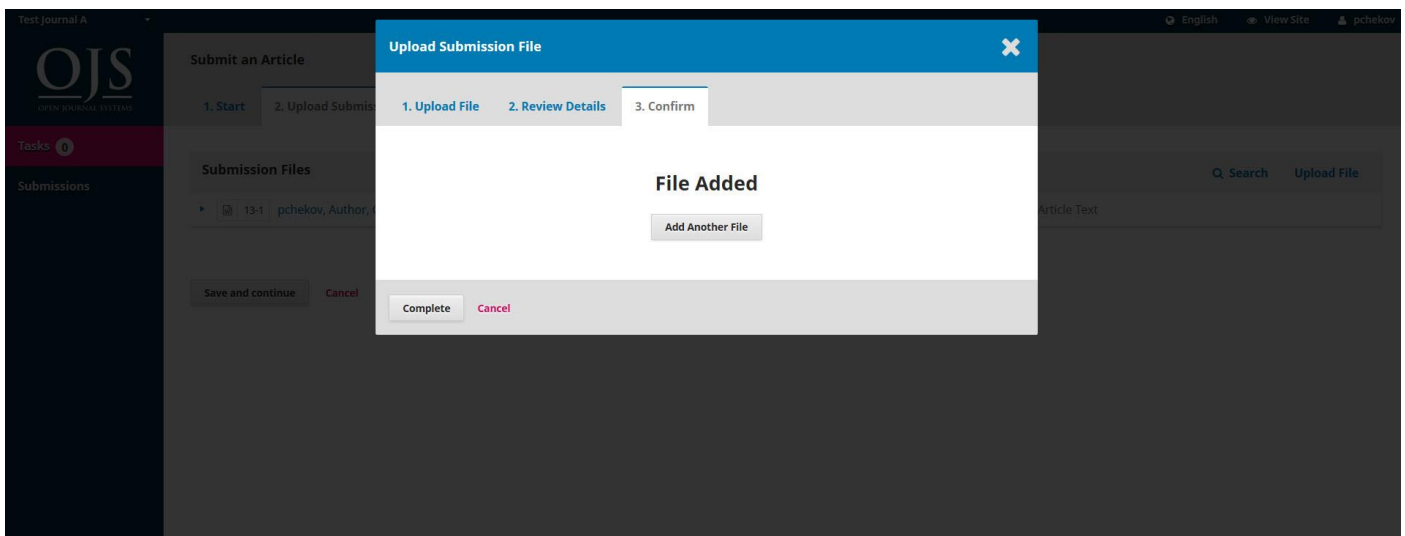 Test Journal A
English
View Site
pchekov
OJS
OPEN JOURNAL SYSTEMS
Tasks 0
Submissions
Submit an Article
1. Start
2. Upload
Submission Files
Search
Upload File
13-1 pchekov, Author,
Article Text
Save and continue
Cancel
Upload Submission File
1. Upload File
2. Review Details
3. Confirm
File Added
Add Another File
Complete
Cancel